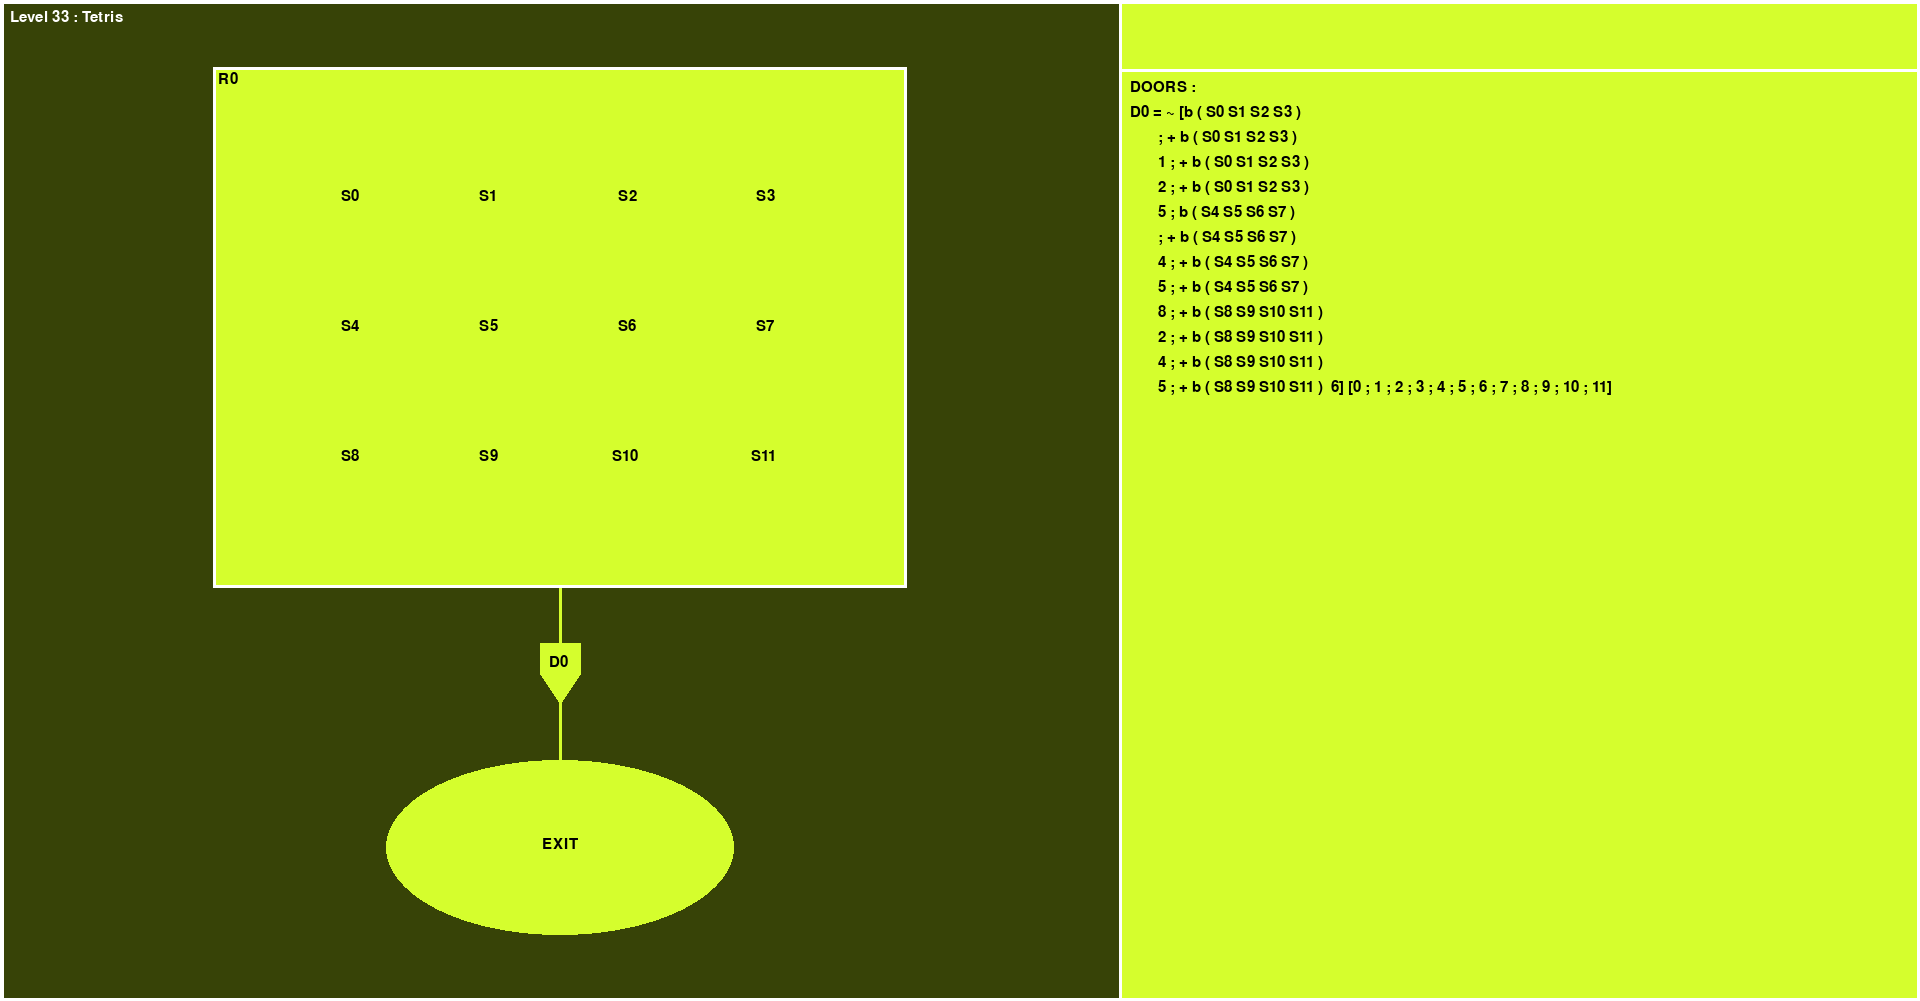 Level 33 : Tetris
R0
S0 S1 S2 S3
S4 S5 S6 S7
S8 S9 S10 S11
D0
EXIT
DOORS :
D0 = ~ [b ( S0 S1 S2 S3 )
; + b ( S0 S1 S2 S3 )
1 ; + b ( S0 S1 S2 S3 )
2 ; + b ( S0 S1 S2 S3 )
5 ; b ( S4 S5 S6 S7 )
; + b ( S4 S5 S6 S7 )
4 ; + b ( S4 S5 S6 S7 )
5 ; + b ( S4 S5 S6 S7 )
8 ; + b ( S8 S9 S10 S11 )
2 ; + b ( S8 S9 S10 S11 )
4 ; + b ( S8 S9 S10 S11 )
5 ; + b ( S8 S9 S10 S11 ) 6] [0 ; 1 ; 2 ; 3 ; 4 ; 5 ; 6 ; 7 ; 8 ; 9 ; 10 ; 11]